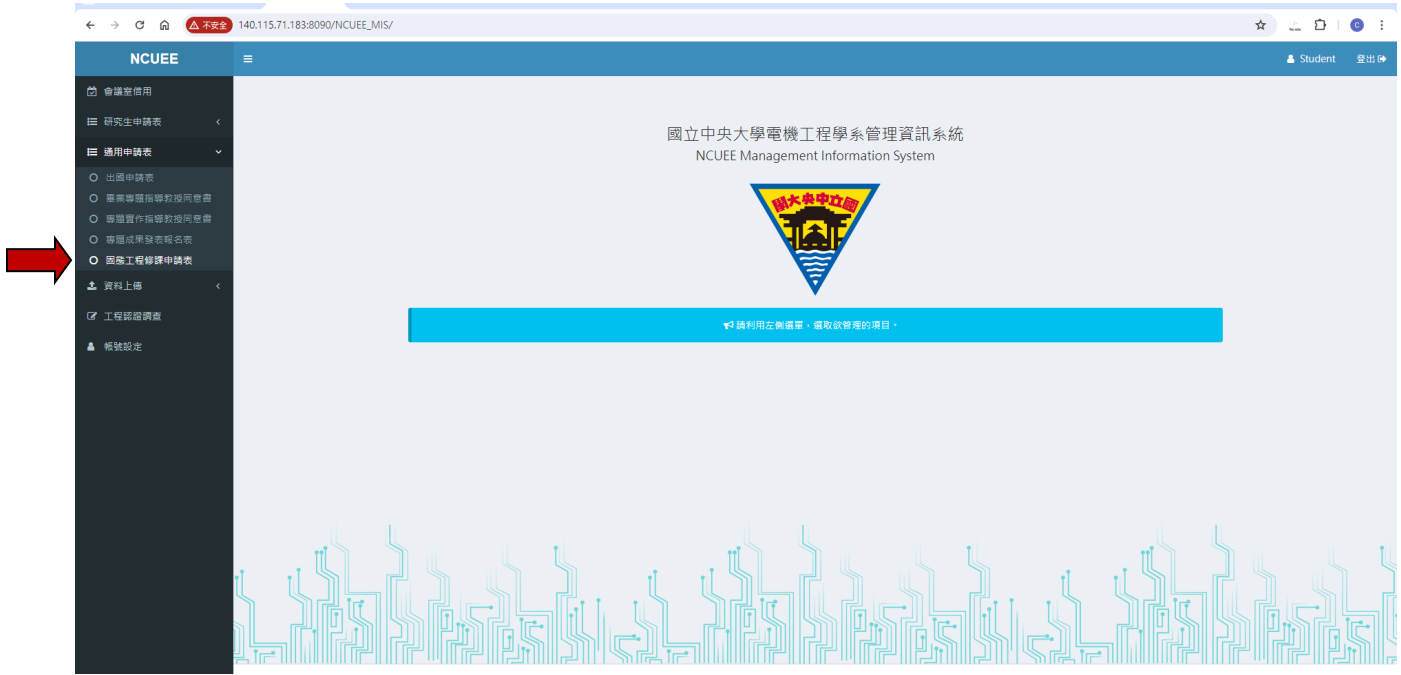 不安全 140.115.71.183:8090/NCUEE_MIS/
C
NCUEE
Student 登出
會議室借用
研究生申請表
通用申請表
出國申請表
畢業專題指導教授同意書
專題實作指導教授同意書
專題成果發表報名表
固態工程修課申請表
資料上傳
工程認證調查
帳號設定
國立中央大學電機工程學系管理資訊系統
NCUEE Management Information System
學大央中立國
請利用左側選單，選取欲管理的項目。